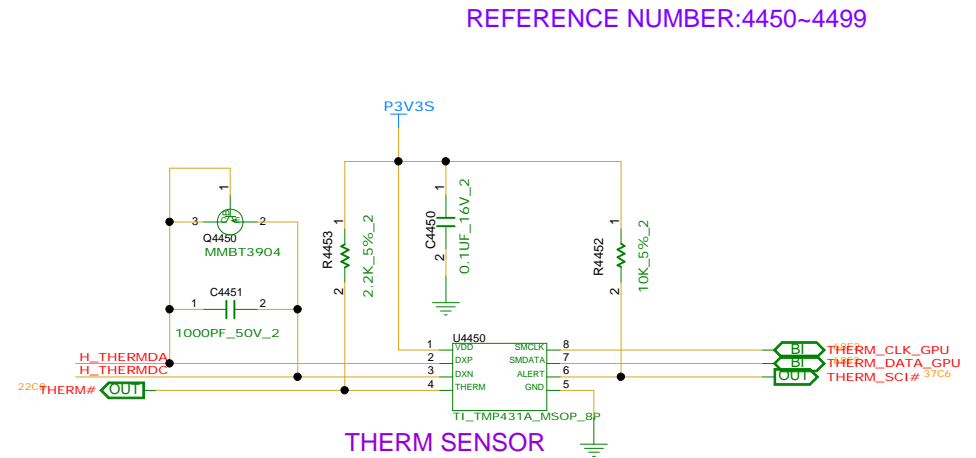 REFERENCE NUMBER:4450~4499
P3V3S
1
3
2
Q4450
MMBT3904
C4451
1
2
1000PF_50V_2
1
R4453
2.2K_5%_2
2
1
C4450
0.1UF_16V_2
2
1
R4452
10K_5%_2
2
U4450
H_THERMDA
H_THERMDC
THERM#
OUT
1
VDD
2
DXP
3
DXN
4
THERM
SMCLK
8
SMDATA
7
ALERT
6
GND
5
TI_TMP431A_MSOP_8P
BI
THERM_CLK_GPU
BI
THERM_DATA_GPU
OUT
THERM_SCI#
37C6
THERM SENSOR